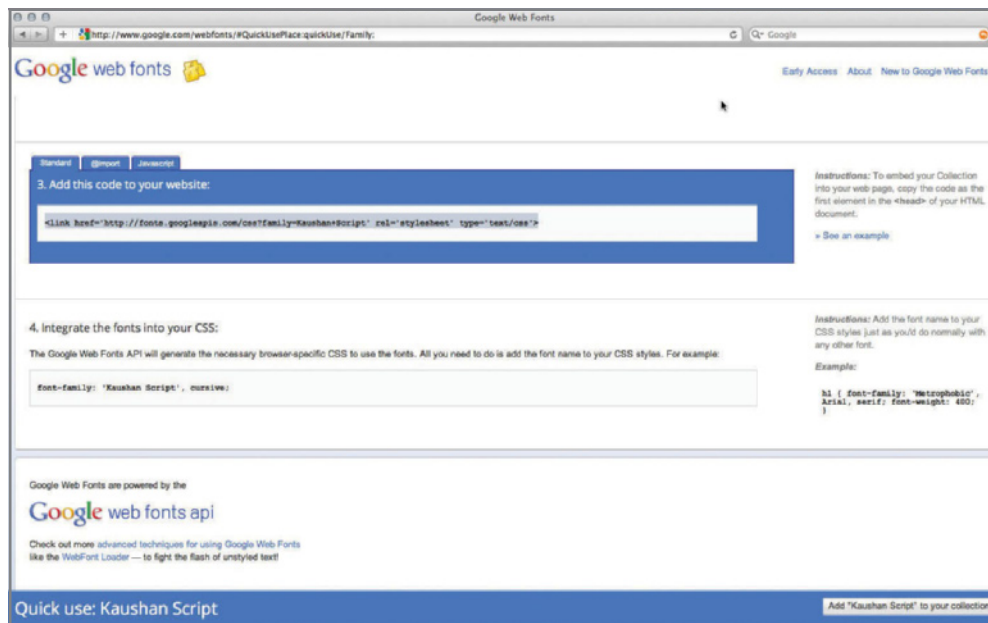 Google Web Fonts
http://www.google.com/webfonts/#QuickUsePlace:quickUse/Family:
Google
Google web fonts
Early Access About New to Google Web Fonts
Standard @import Javascript
3. Add this code to your website:
<link href='http://fonts.googleapis.com/css?family=Kaushan+Script' rel='stylesheet' type='text/css'>
Instructions: To embed your Collection
into your web page, copy the code as the
first element in the <head> of your HTML
document.
» See an example
4. Integrate the fonts into your CSS:
The Google Web Fonts API will generate the necessary browser-specific CSS to use the fonts. All you need to do is add the font name to your CSS styles. For example:
font-family: 'Kaushan Script', cursive;
Instructions: Add the font name to your
CSS styles just as you'd do normally with
any other font.
Example:
h1 { font-family: 'Metrophobic',
Arial, serif; font-weight: 400;
}
Google Web Fonts are powered by the
Google web fonts api
Check out more advanced techniques for using Google Web Fonts
like the WebFont Loader — to fight the flash of unstyled text!
Quick use: Kaushan Script
Add "Kaushan Script" to your collection